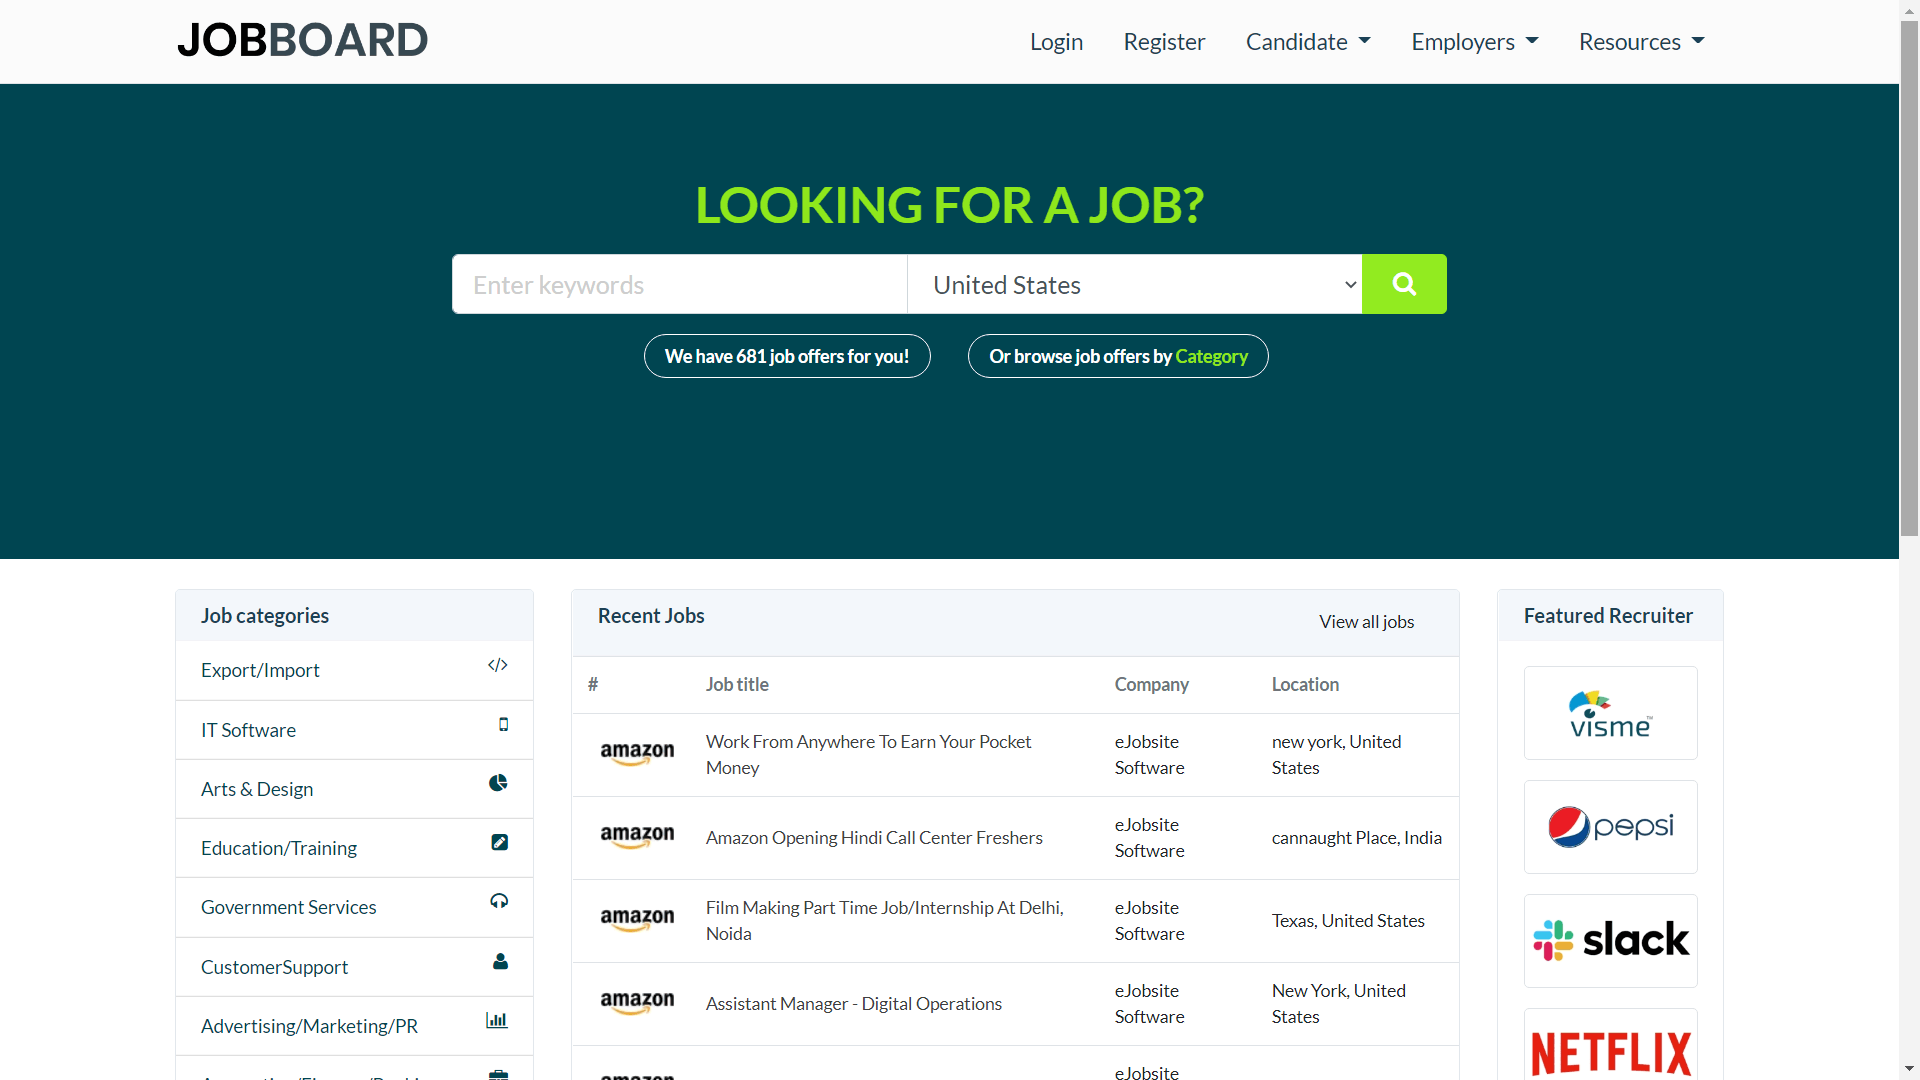 JOBBOARD
Login
Register
Candidate
Employers
Resources
LOOKING FOR A JOB?
Enter keywords
United States
We have 681 job offers for you!
Or browse job offers by Category
Job categories
Export/Import
IT Software
Arts & Design
Education/Training
Government Services
CustomerSupport
Advertising/Marketing/PR
Recent Jobs
View all jobs
#
Job title
Company
Location
amazon
Work From Anywhere To Earn Your Pocket
Money
eJobsite
Software
new york, United
States
amazon
Amazon Opening Hindi Call Center Freshers
eJobsite
Software
cannaught Place, India
amazon
Film Making Part Time Job/Internship At Delhi,
Noida
eJobsite
Software
Texas, United States
amazon
Assistant Manager - Digital Operations
eJobsite
Software
New York, United
States
amazon
eJobsite
Featured Recruiter
visme™
pepsi
slack
NETFLIX